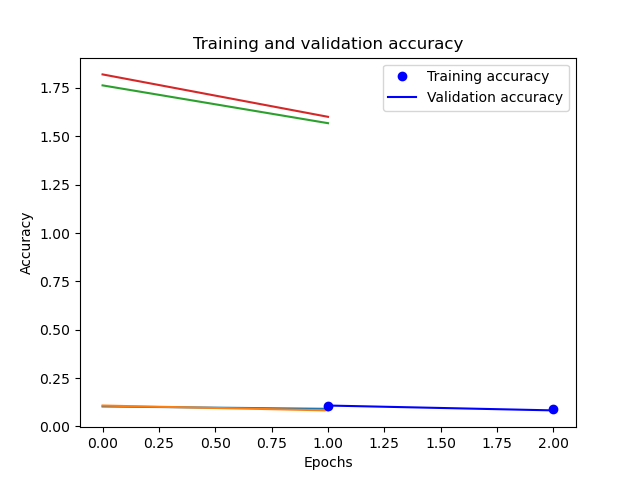 Training and validation accuracy
Training accuracy
Validation accuracy
1.75
1.50
1.25
1.00
0.75
0.50
0.25
0.00
Accuracy
0.00 0.25 0.50 0.75 1.00 1.25 1.50 1.75 2.00
Epochs